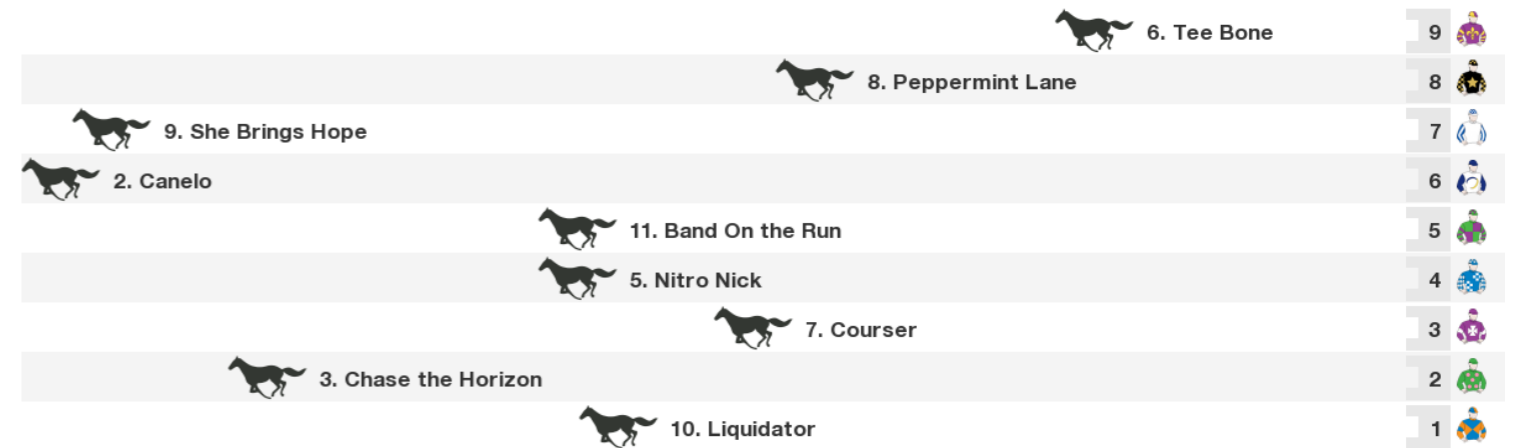 6. Tee Bone 9
8. Peppermint Lane 8
9. She Brings Hope 7
2. Canelo 6
11. Band On the Run 5
5. Nitro Nick 4
7. Courser 3
3. Chase the Horizon 2
10. Liquidator 1